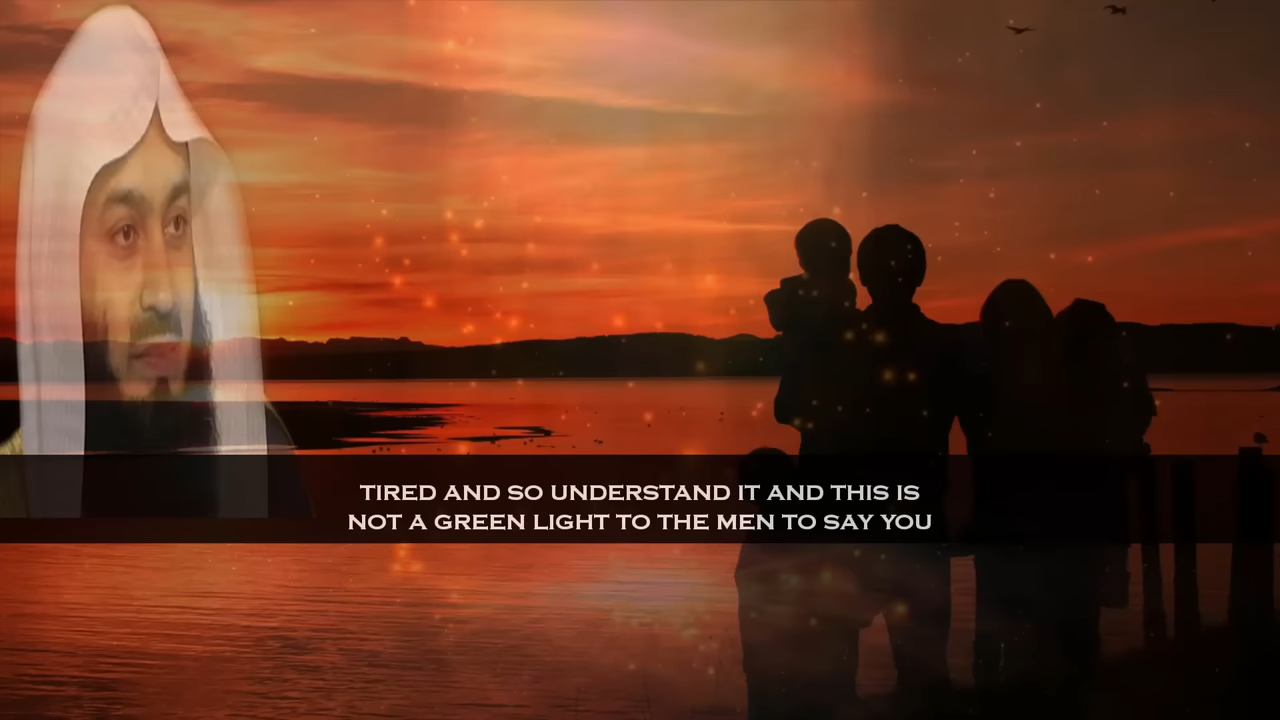 TIRED AND SO UNDERSTAND IT AND THIS IS
NOT A GREEN LIGHT TO THE MEN TO SAY YOU